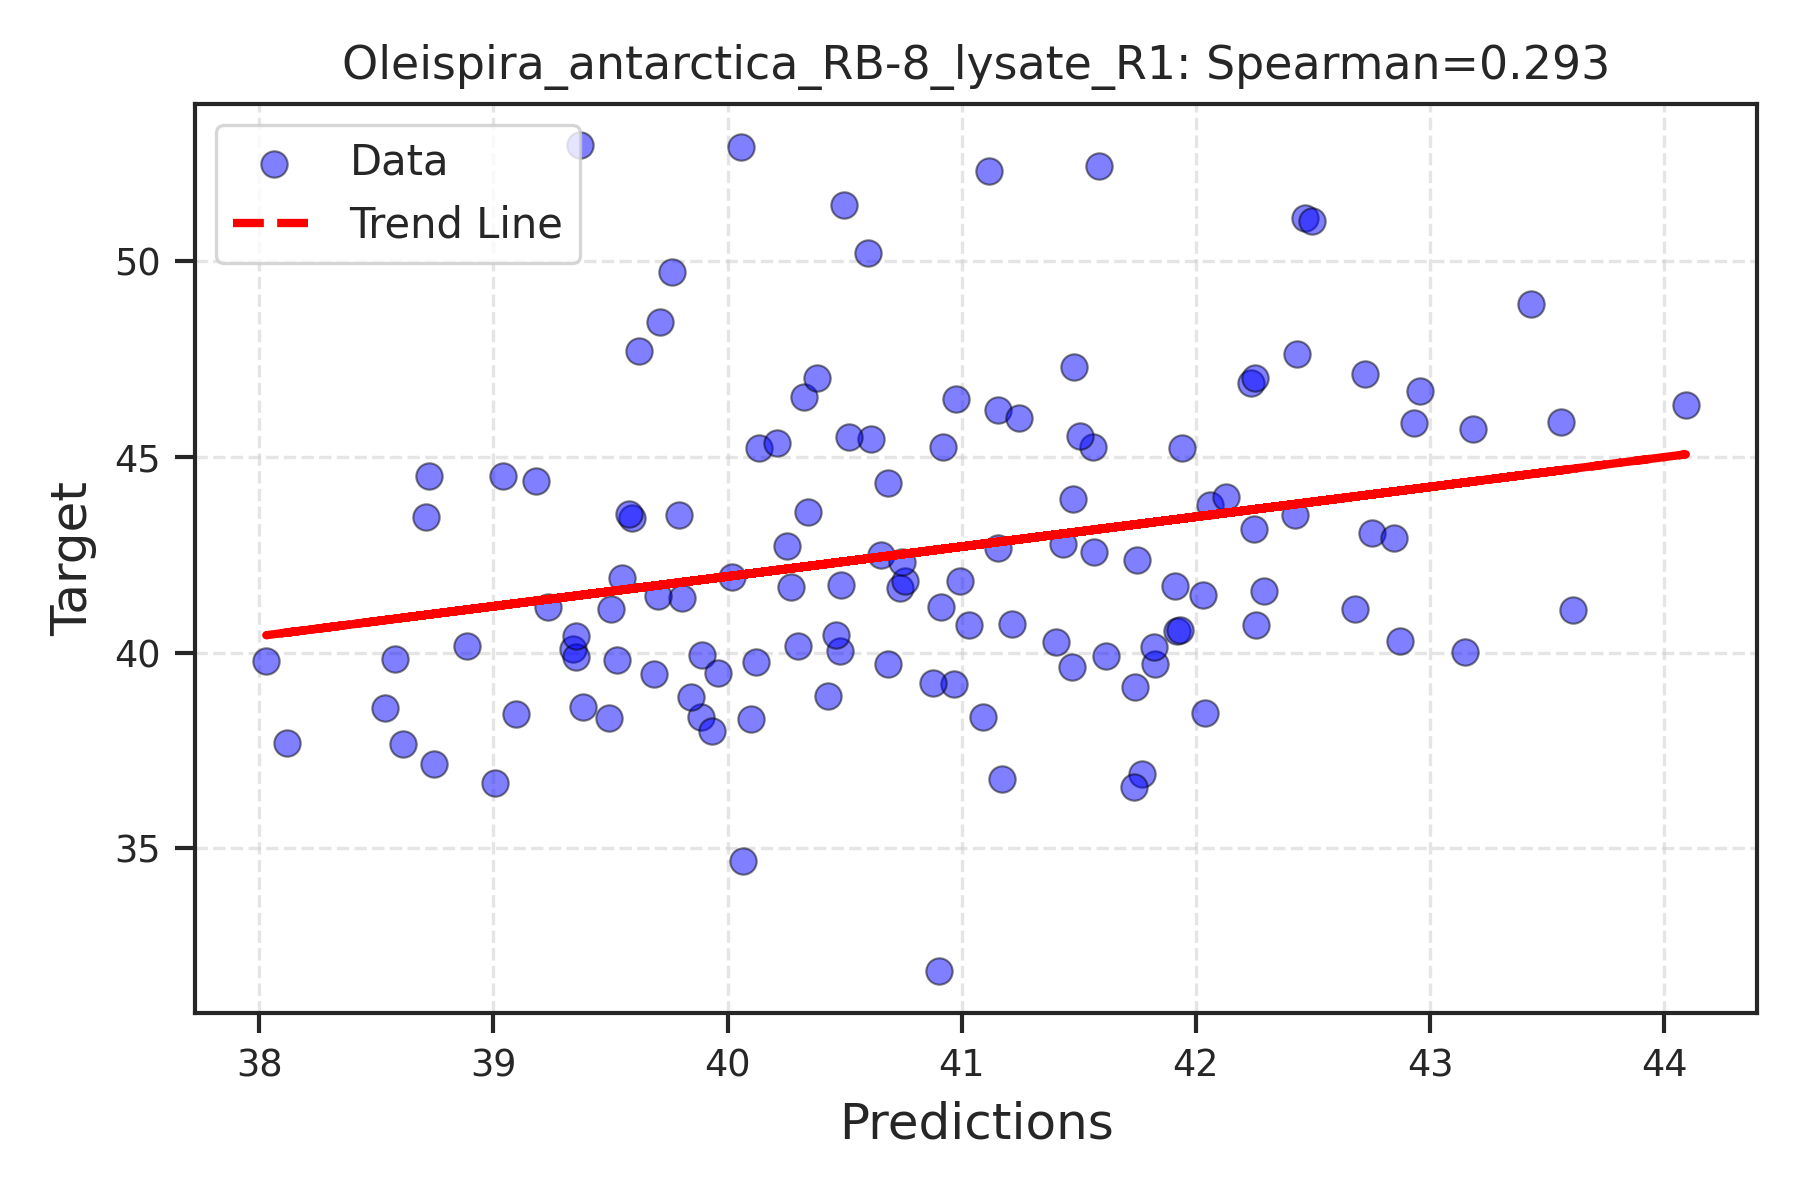 Oleispira_antarctica_RB-8_lysate_R1: Spearman=0.293
Data
Trend Line
Target
50
45
40
35
38 39 40 41 42 43 44
Predictions